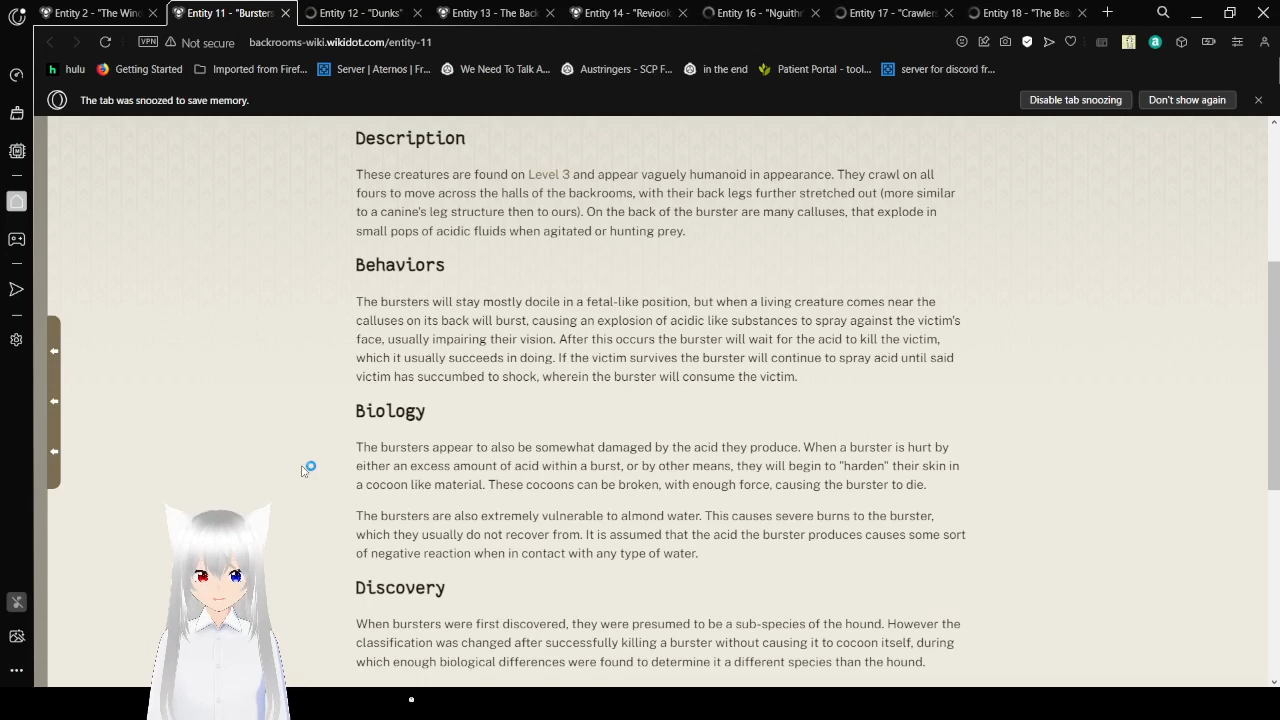 Entity 2 - "The Wind
Entity 11 - "Bursters
Entity 12 - "Dunks"
Entity 13 - The Back
Entity 14 - "Reviook
Entity 16 - "Nguithr
Entity 17 - "Crawlers
Entity 18 - "The Bea
VPN
Not secure
backrooms-wiki.wikidot.com/entity-11
hulu
Getting Started
Imported from Firef...
Server | Aternos | Fr...
We Need To Talk A...
Austringers - SCP F...
in the end
Patient Portal - tool...
server for discord fr...
The tab was snoozed to save memory.
Disable tab snoozing
Don't show again
Description
These creatures are found on Level 3 and appear vaguely humanoid in appearance. They crawl on all
fours to move across the halls of the backrooms, with their back legs further stretched out (more similar
to a canine's leg structure then to ours). On the back of the burster are many calluses, that explode in
small pops of acidic fluids when agitated or hunting prey.
Behaviors
The bursters will stay mostly docile in a fetal-like position, but when a living creature comes near the
calluses on its back will burst, causing an explosion of acidic like substances to spray against the victim's
face, usually impairing their vision. After this occurs the burster will wait for the acid to kill the victim,
which it usually succeeds in doing. If the victim survives the burster will continue to spray acid until said
victim has succumbed to shock, wherein the burster will consume the victim.
Biology
The bursters appear to also be somewhat damaged by the acid they produce. When a burster is hurt by
either an excess amount of acid within a burst, or by other means, they will begin to "harden" their skin in
a cocoon like material. These cocoons can be broken, with enough force, causing the burster to die.
The bursters are also extremely vulnerable to almond water. This causes severe burns to the burster,
which they usually do not recover from. It is assumed that the acid the burster produces causes some sort
of negative reaction when in contact with any type of water.
Discovery
When bursters were first discovered, they were presumed to be a sub-species of the hound. However the
classification was changed after successfully killing a burster without causing it to cocoon itself, during
which enough biological differences were found to determine it a different species than the hound.